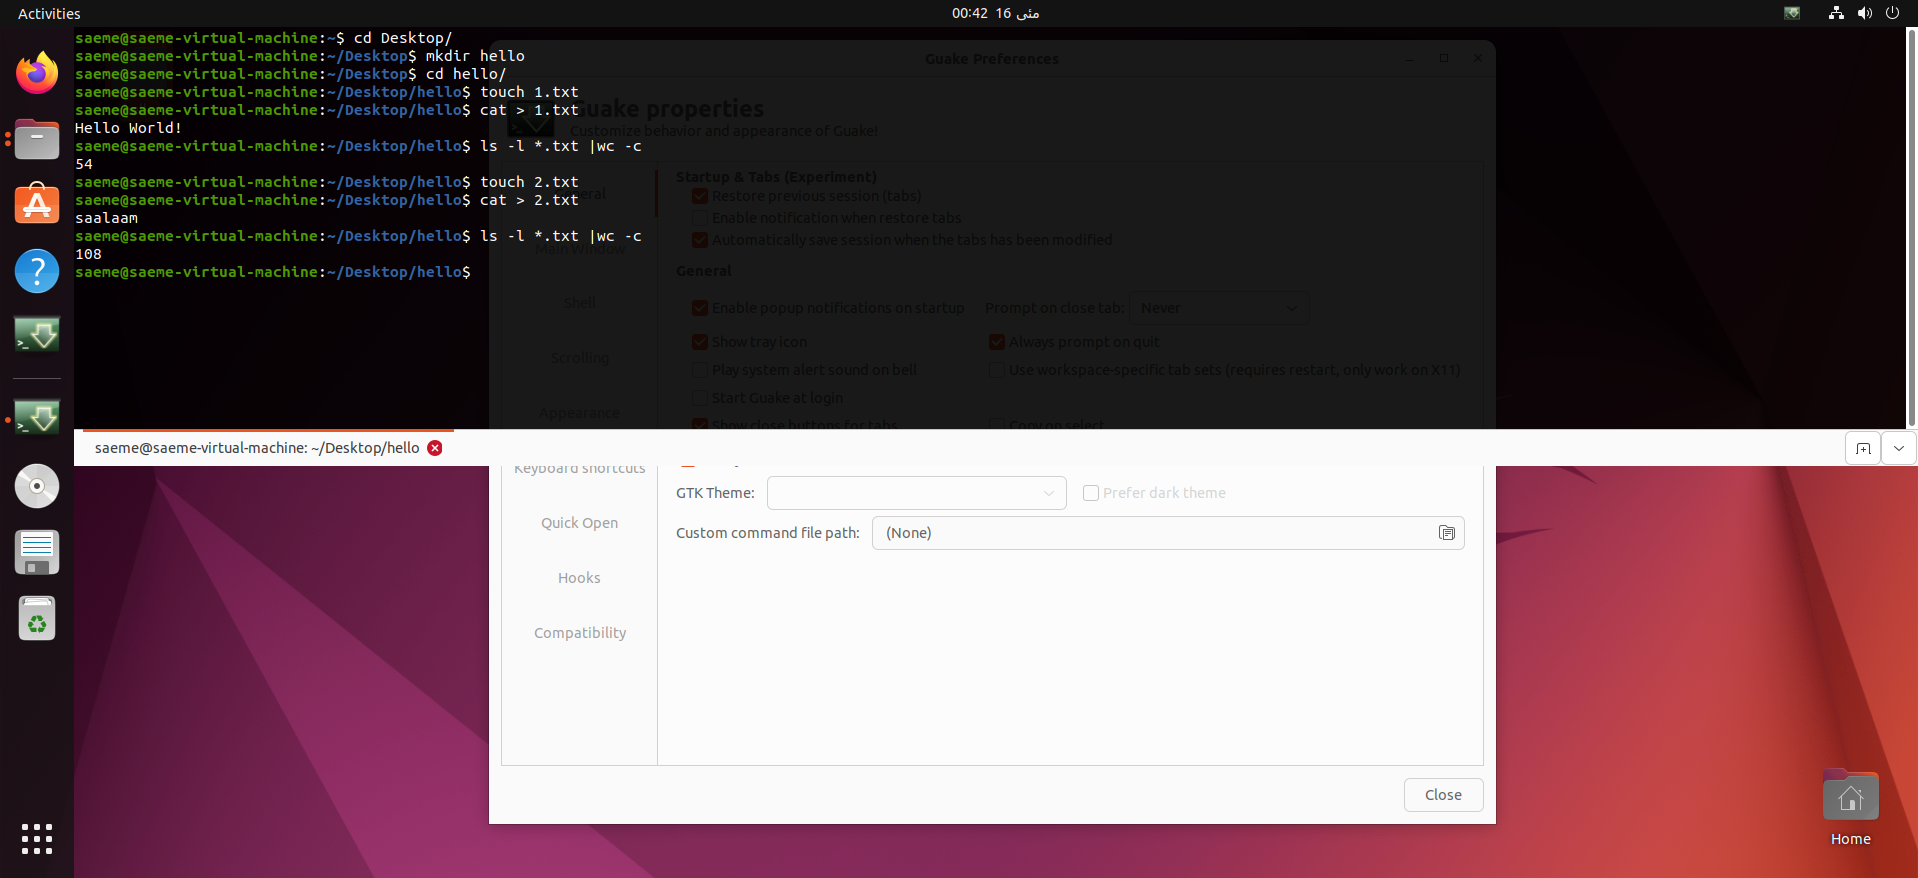 Activities
00:42 16 مئی
saeme@saeme-virtual-machine:~$ cd Desktop/
saeme@saeme-virtual-machine:~/Desktop$ mkdir hello
saeme@saeme-virtual-machine:~/Desktop$ cd hello/
saeme@saeme-virtual-machine:~/Desktop/hello$ touch 1.txt
saeme@saeme-virtual-machine:~/Desktop/hello$ cat > 1.txt
Hello World!
saeme@saeme-virtual-machine:~/Desktop/hello$ ls -l *.txt |wc -c
54
saeme@saeme-virtual-machine:~/Desktop/hello$ touch 2.txt
saeme@saeme-virtual-machine:~/Desktop/hello$ cat > 2.txt
saalaam
saeme@saeme-virtual-machine:~/Desktop/hello$ ls -l *.txt |wc -c
108
saeme@saeme-virtual-machine:~/Desktop/hello$
Guake Preferences
Guake properties
Customize behavior and appearance of Guake!
General
Main Window
Shell
Scrolling
Appearance
Startup & Tabs (Experiment)
Restore previous session (tabs)
Enable notification when restore tabs
Automatically save session when the tabs has been modified
General
Enable popup notifications on startup
Prompt on close tab: Never
Show tray icon
Always prompt on quit
Play system alert sound on bell
Use workspace-specific tab sets (requires restart, only work on X11)
Start Guake at login
Show close buttons for tabs
Copy on select
saeme@saeme-virtual-machine: ~/Desktop/hello
Keyboard shortcuts
Quick Open
Hooks
Compatibility
GTK Theme:
Prefer dark theme
Custom command file path: (None)
Close
Home